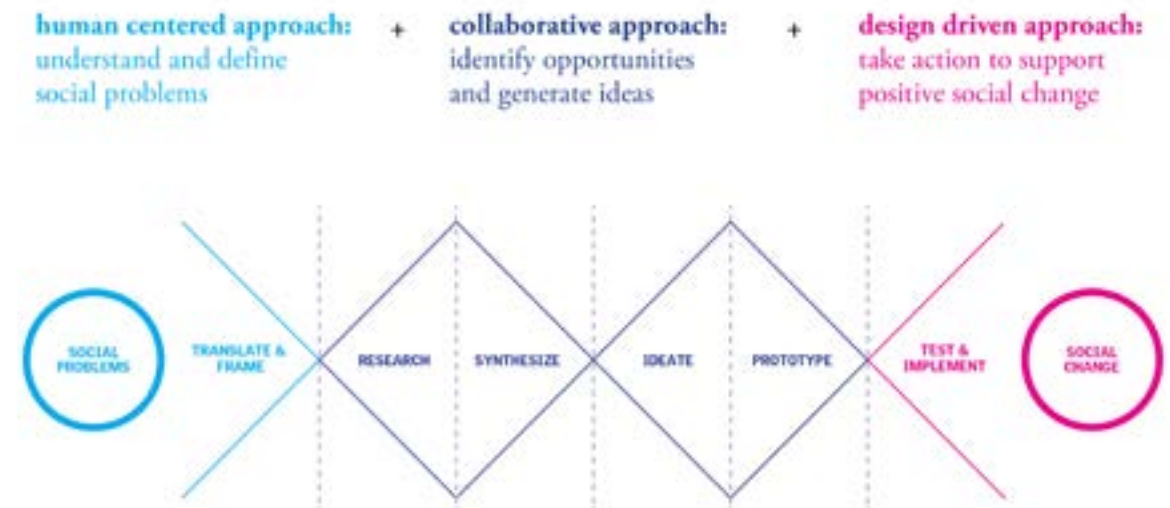 human centered approach:
understand and define
social problems
+
collaborative approach:
identify opportunities
and generate ideas
+
design driven approach:
take action to support
positive social change
SOCIAL
PROBLEMS
TRANSLATE &
FRAME
RESEARCH
SYNTHESIZE
IDEATE
PROTOTYPE
TEST &
IMPLEMENT
SOCIAL
CHANGE